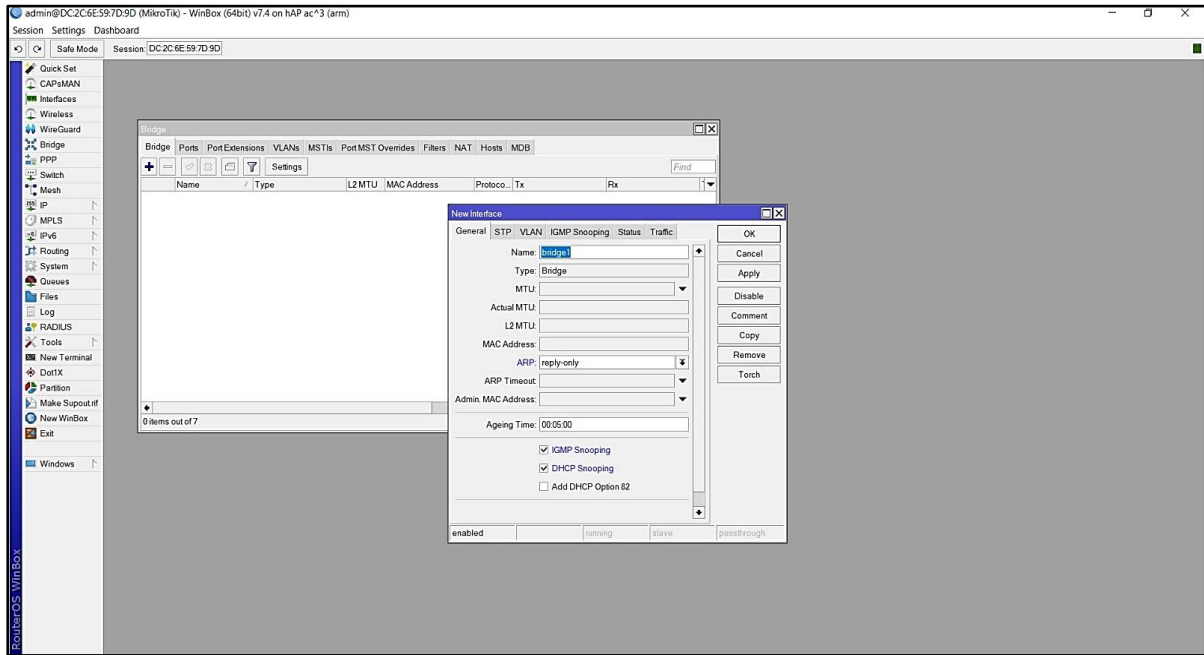 admin@DC:2C:6E:59:7D:9D (MikroTik) - WinBox (64bit) v7.4 on hAP ac^3 (arm)
Session Settings Dashboard
Safe Mode Session: DC:2C:6E:59:7D:9D
Quick Set
CAPsMAN
Interfaces
Wireless
WireGuard
Bridge
PPP
Switch
Mesh
IP
MPLS
IPv6
Routing
System
Queues
Files
Log
RADIUS
Tools
New Terminal
Dot1X
Partition
Make Supout.rif
New WinBox
Exit
Windows
RouterOS WinBox
Bridge
Bridge Ports Port Extensions VLANs MSTIs Port MST Overrides Filters NAT Hosts MDB
Settings Find
Name Type L2 MTU MAC Address Protoco... Tx Rx
0 items out of 7
New Interface
General STP VLAN IGMP Snooping Status Traffic
Name: bridge1
Type: Bridge
MTU:
Actual MTU:
L2 MTU:
MAC Address:
ARP: reply-only
ARP Timeout:
Admin. MAC Address:
Ageing Time: 00:05:00
IGMP Snooping
DHCP Snooping
Add DHCP Option 82
enabled running slave passthrough
OK
Cancel
Apply
Disable
Comment
Copy
Remove
Torch